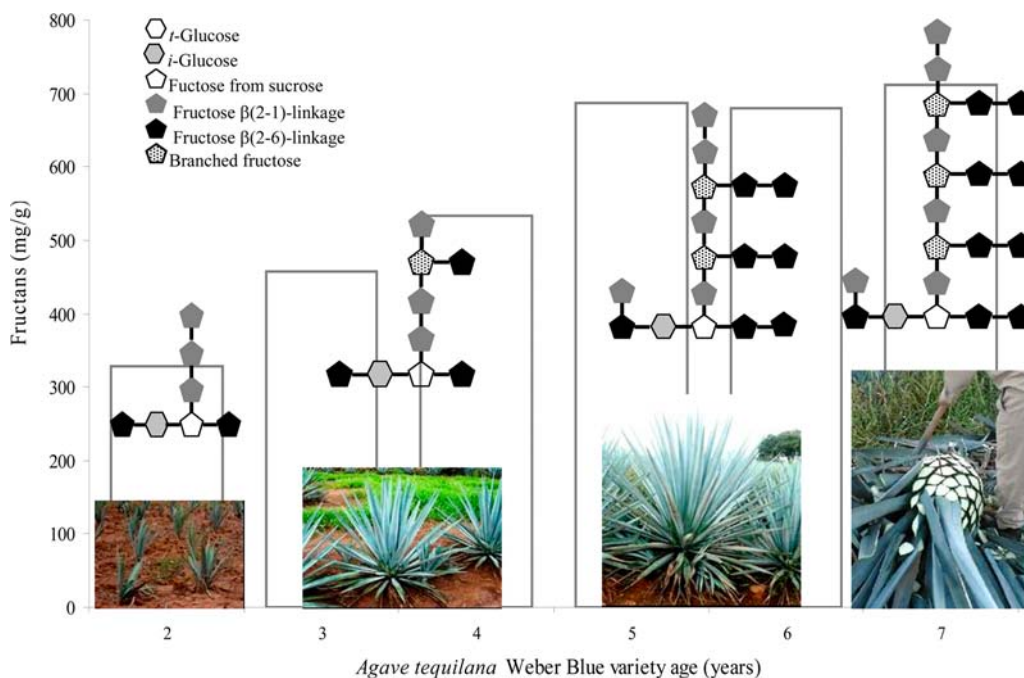 800
700
600
500
400
300
200
100
0
Fructans (mg/g)
t-Glucose
i-Glucose
Fuctose from sucrose
Fructose β(2-1)-linkage
Fructose β(2-6)-linkage
Branched fructose
2 3 4 5 6 7
Agave tequilana Weber Blue variety age (years)